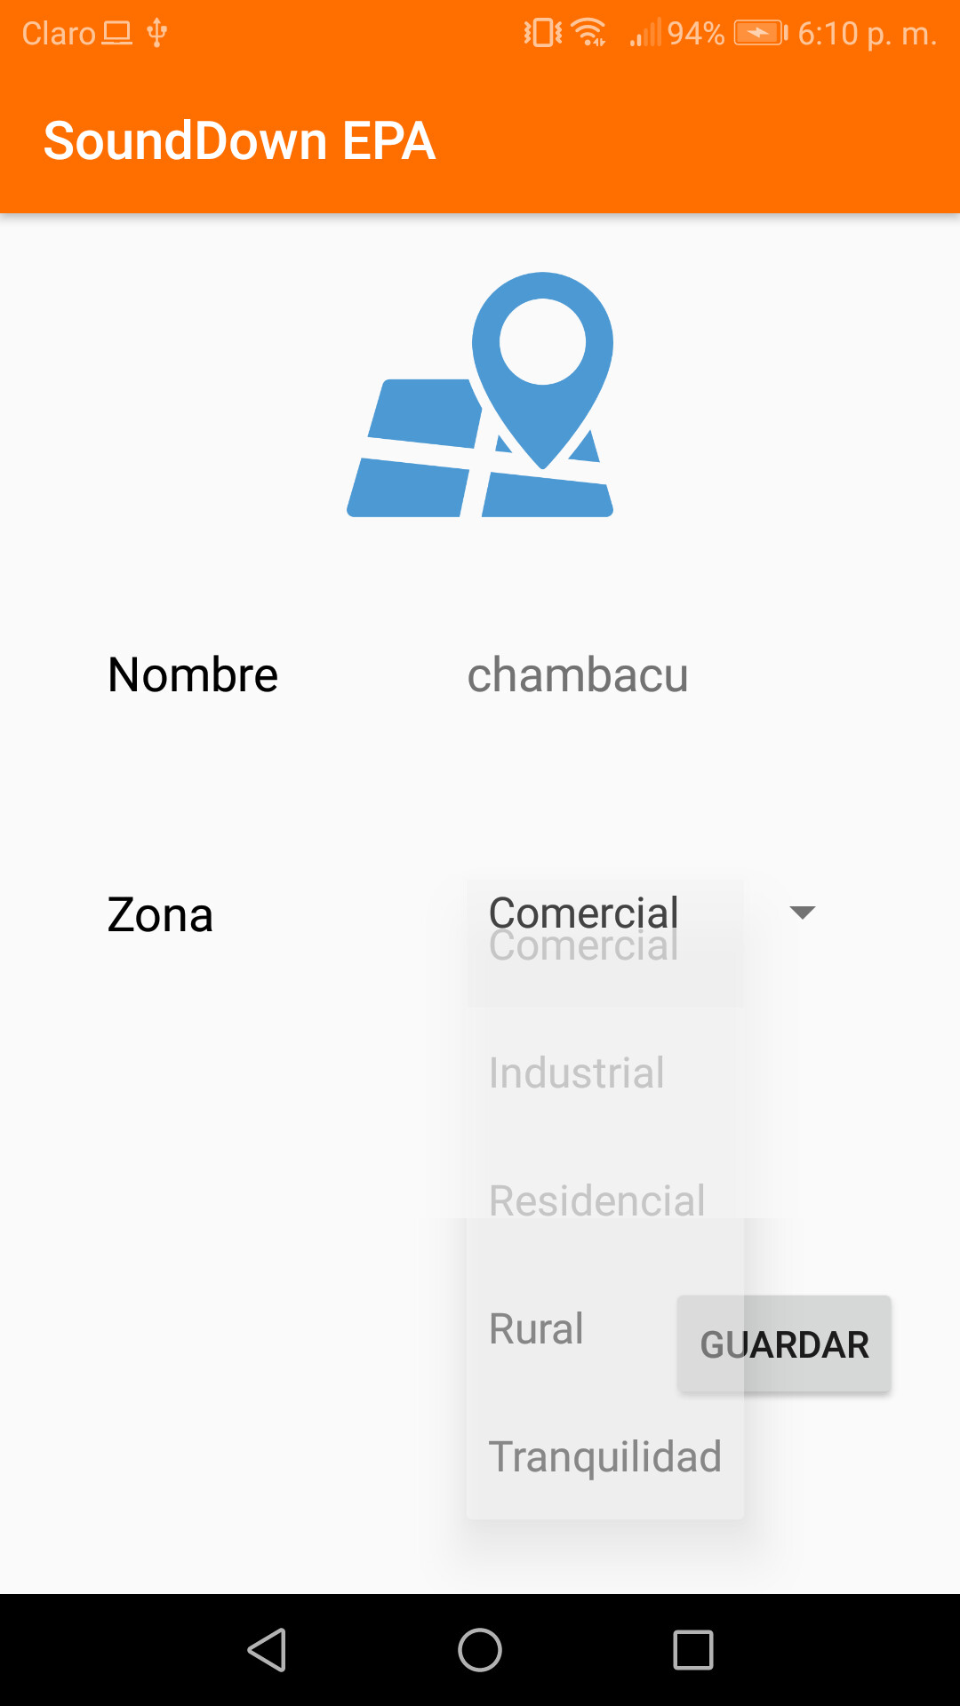 Claro 94% 6:10 p. m.
SoundDown EPA
Nombre chambacu
Zona Comercial
Comercial
Industrial
Residencial
Rural
GUARDAR
Tranquilidad